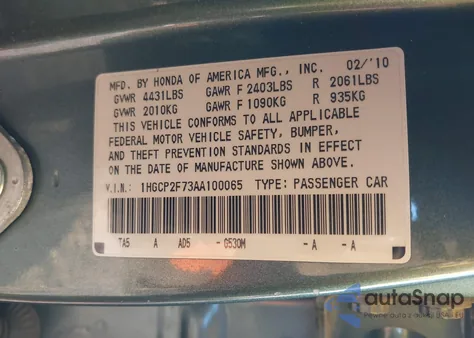 MFD. BY HONDA OF AMERICA MFG., INC. 02/'10
GVWR 4431LBS GAWR F 2403LBS R 2061LBS
GVWR 2010KG GAWR F 1090KG R 935KG
THIS VEHICLE CONFORMS TO ALL APPLICABLE
FEDERAL MOTOR VEHICLE SAFETY, BUMPER,
AND THEFT PREVENTION STANDARDS IN EFFECT
ON THE DATE OF MANUFACTURE SHOWN ABOVE.
V.I.N.: 1HGCP2F73AA100065 TYPE: PASSENGER CAR
TA5 A AD5 - G530M - A - A
autoSnap